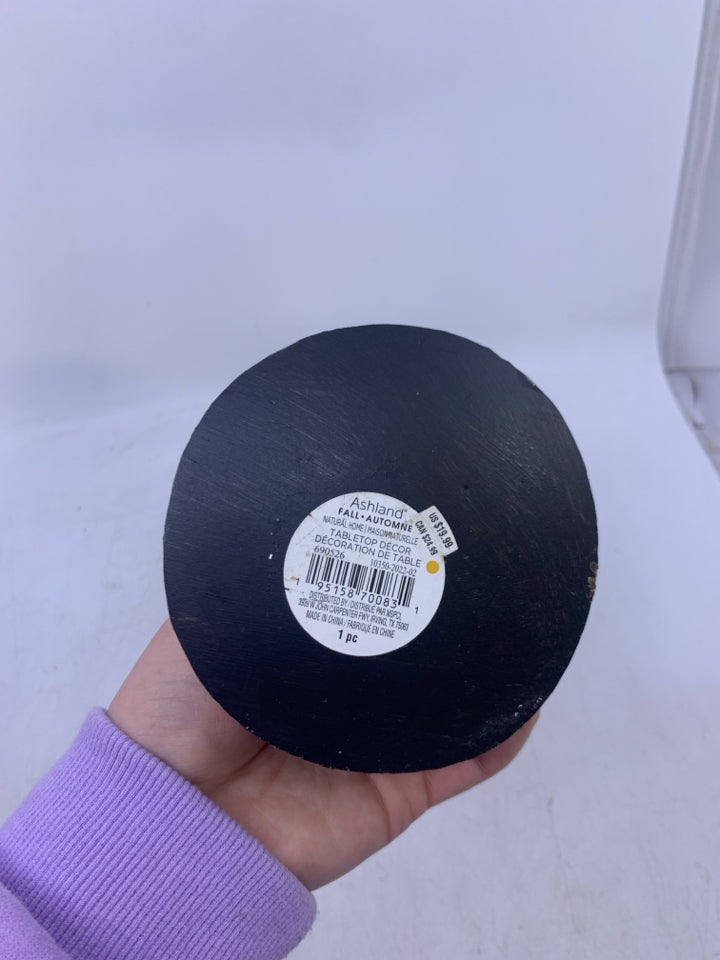 Ashland®
FALL • AUTOMNE
NATURAL HOME | MAISON NATURELLE
TABLETOP DÉCOR
DÉCORATION DE TABLE
690526 10350-2022-02
1 95158 70083 1
DISTRIBUTED BY / DISTRIBUÉ PAR MSPCI,
3939 W JOHN CARPENTER FWY, IRVING, TX 75063
MADE IN CHINA / FABRIQUÉ EN CHINE
1 pc
US $19.99
CAN $24.99